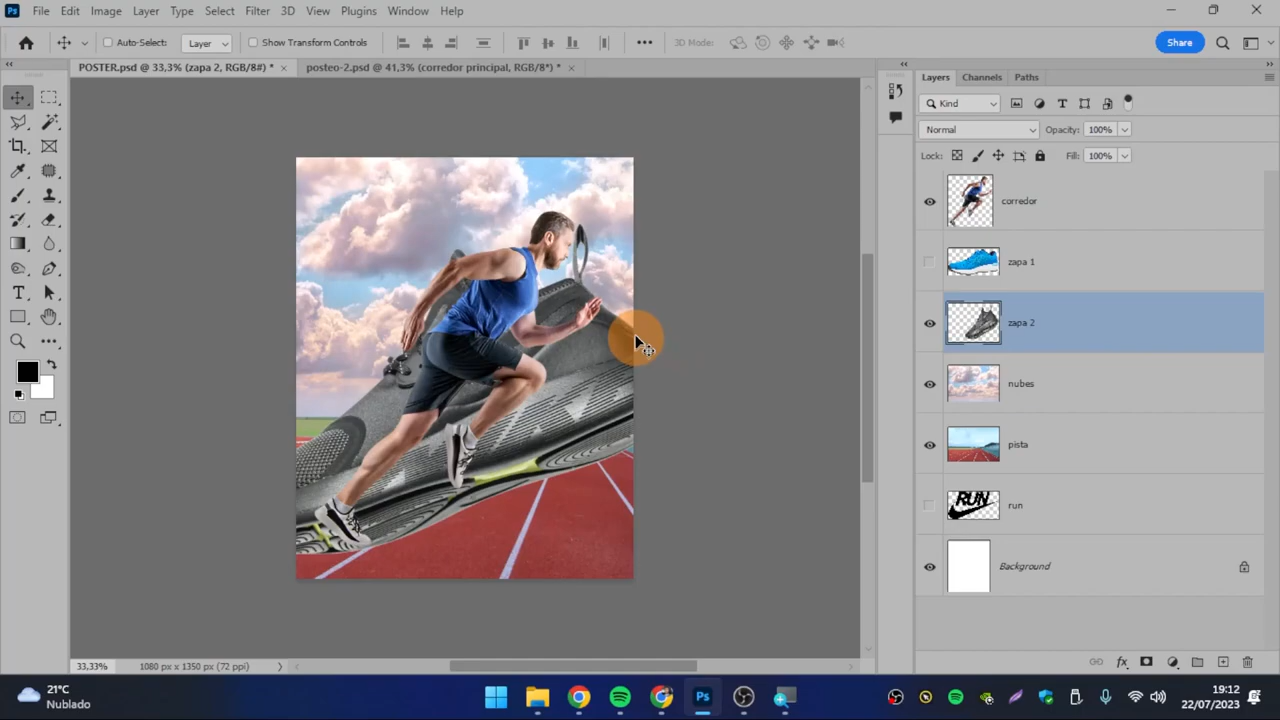 Ps File Edit Image Layer Type Select Filter 3D View Plugins Window Help
Auto-Select: Layer Show Transform Controls 3D Mode: Share
POSTER.psd @ 33,3% (zapa 2, RGB/8#) * posteo-2.psd @ 41,3% (corredor principal, RGB/8*) *
Layers Channels Paths
Kind
Normal Opacity: 100%
Lock: Fill: 100%
corredor
zapa 1
zapa 2
nubes
pista
RUN run
Background
33,33% 1080 px x 1350 px (72 ppi)
21°C
Nublado
Ps
19:12
22/07/2023